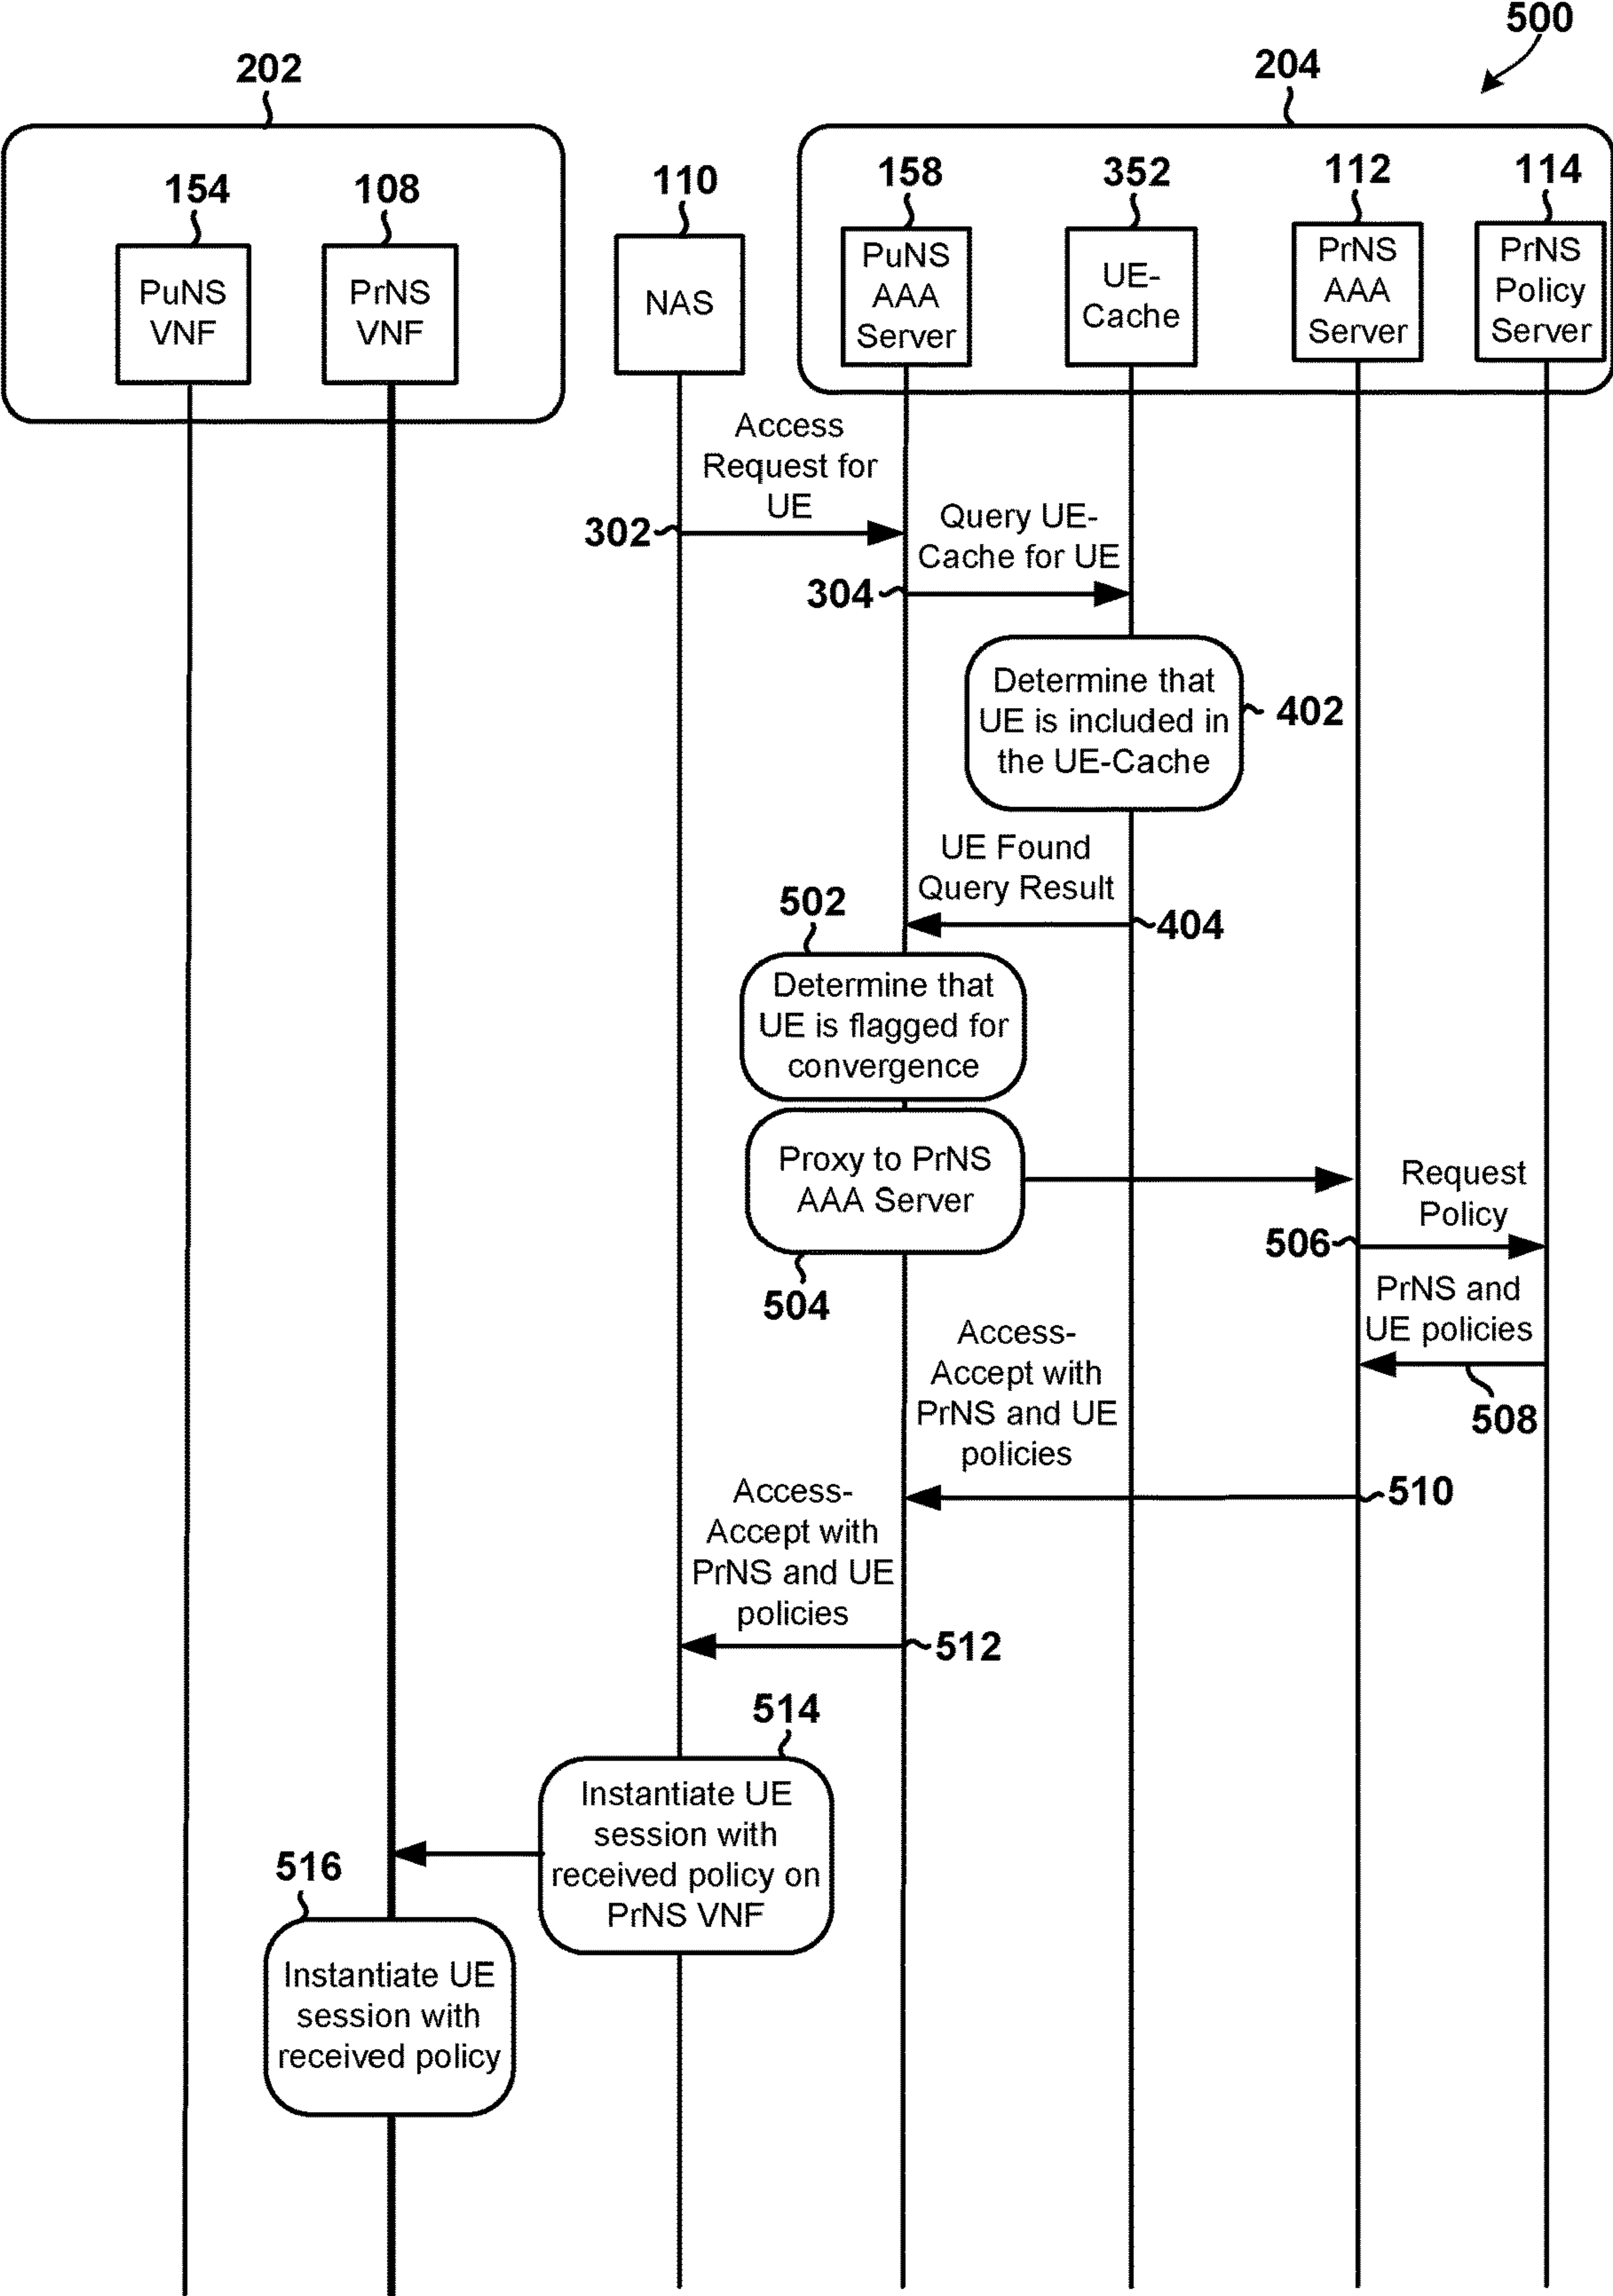 500
202
204
154
108
110
158
352
112
114
PuNS
VNF
PrNS
VNF
NAS
PuNS
AAA
Server
UE-
Cache
PrNS
AAA
Server
PrNS
Policy
Server
Access
Request for
UE
302
Query UE-
Cache for UE
304
Determine that
UE is included in
the UE-Cache
402
UE Found
Query Result
404
502
Determine that
UE is flagged for
convergence
Proxy to PrNS
AAA Server
504
Request
Policy
506
PrNS and
UE policies
508
Access-
Accept with
PrNS and UE
policies
510
Access-
Accept with
PrNS and UE
policies
512
514
Instantiate UE
session with
received policy on
PrNS VNF
516
Instantiate UE
session with
received policy